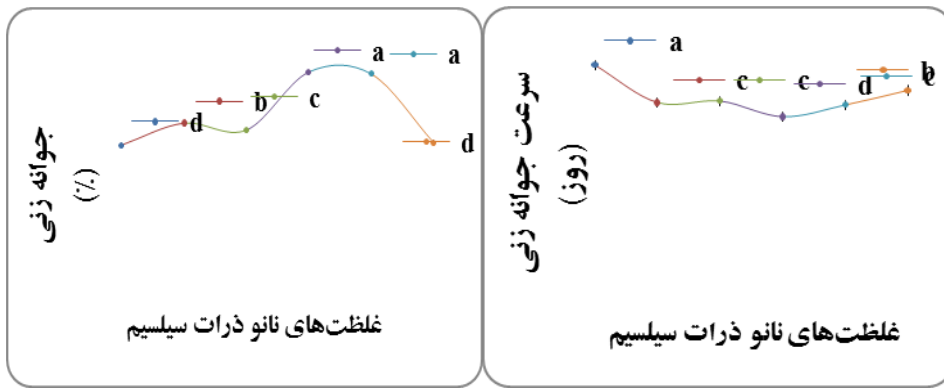 a
a
b
c
d
d
جوانه زنی
(٪)
غلظت‌های نانو ذرات سیلسیم
a
b
c
c
d
سرعت جوانه زنی
(روز)
غلظت‌های نانو ذرات سیلسیم